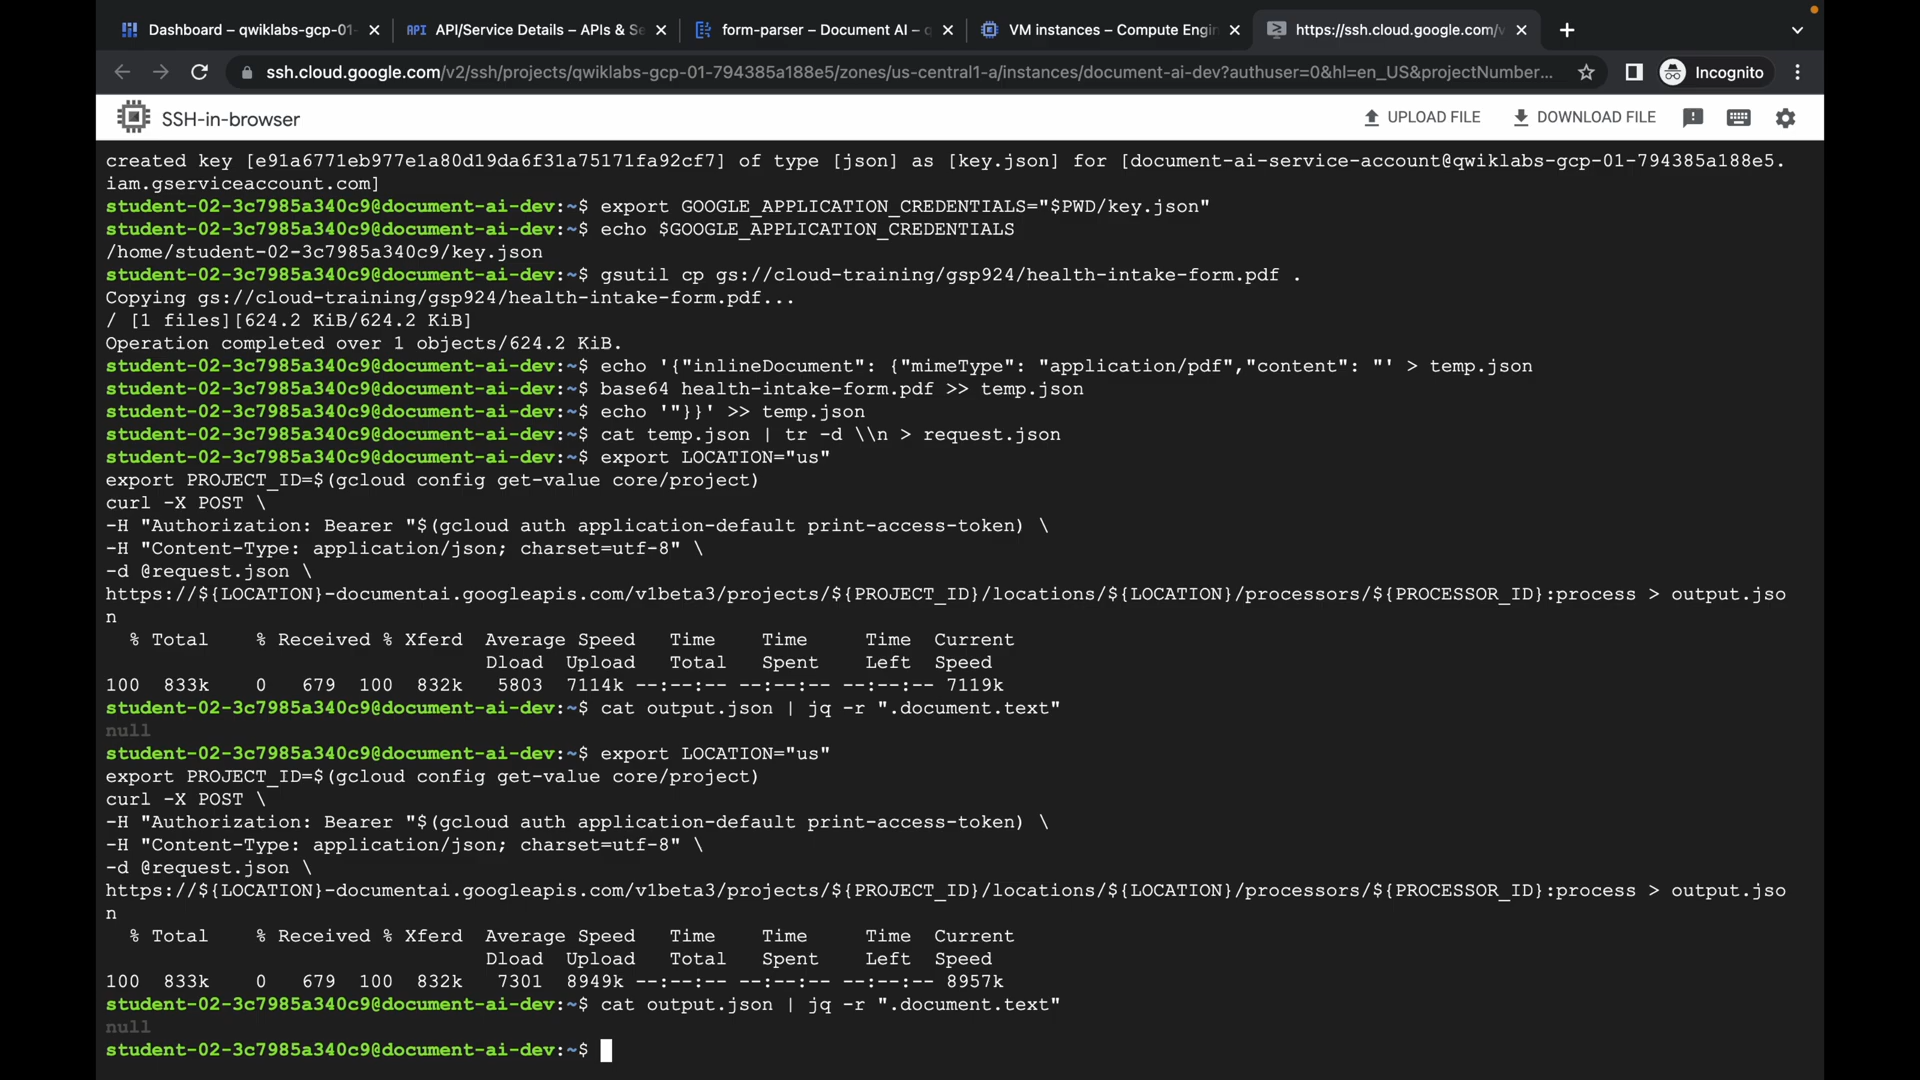 Dashboard – qwiklabs-gcp-01-
API API/Service Details – APIs & Se
form-parser – Document AI – q
VM instances – Compute Engin
https://ssh.cloud.google.com/v
ssh.cloud.google.com/v2/ssh/projects/qwiklabs-gcp-01-794385a188e5/zones/us-central1-a/instances/document-ai-dev?authuser=0&hl=en_US&projectNumber...
Incognito
SSH-in-browser
UPLOAD FILE
DOWNLOAD FILE
created key [e91a6771eb977e1a80d19da6f31a75171fa92cf7] of type [json] as [key.json] for [document-ai-service-account@qwiklabs-gcp-01-794385a188e5.
iam.gserviceaccount.com]
student-02-3c7985a340c9@document-ai-dev:~$ export GOOGLE_APPLICATION_CREDENTIALS="$PWD/key.json"
student-02-3c7985a340c9@document-ai-dev:~$ echo $GOOGLE_APPLICATION_CREDENTIALS
/home/student-02-3c7985a340c9/key.json
student-02-3c7985a340c9@document-ai-dev:~$ gsutil cp gs://cloud-training/gsp924/health-intake-form.pdf .
Copying gs://cloud-training/gsp924/health-intake-form.pdf...
/ [1 files][624.2 KiB/624.2 KiB]
Operation completed over 1 objects/624.2 KiB.
student-02-3c7985a340c9@document-ai-dev:~$ echo '{"inlineDocument": {"mimeType": "application/pdf","content": "' > temp.json
student-02-3c7985a340c9@document-ai-dev:~$ base64 health-intake-form.pdf >> temp.json
student-02-3c7985a340c9@document-ai-dev:~$ echo '"}}' >> temp.json
student-02-3c7985a340c9@document-ai-dev:~$ cat temp.json | tr -d \\n > request.json
student-02-3c7985a340c9@document-ai-dev:~$ export LOCATION="us"
export PROJECT_ID=$(gcloud config get-value core/project)
curl -X POST \
-H "Authorization: Bearer "$(gcloud auth application-default print-access-token) \
-H "Content-Type: application/json; charset=utf-8" \
-d @request.json \
https://${LOCATION}-documentai.googleapis.com/v1beta3/projects/${PROJECT_ID}/locations/${LOCATION}/processors/${PROCESSOR_ID}:process > output.jso
n
% Total % Received % Xferd Average Speed Time Time Time Current
Dload Upload Total Spent Left Speed
100 833k 0 679 100 832k 5803 7114k --:--:-- --:--:-- --:--:-- 7119k
student-02-3c7985a340c9@document-ai-dev:~$ cat output.json | jq -r ".document.text"
null
student-02-3c7985a340c9@document-ai-dev:~$ export LOCATION="us"
export PROJECT_ID=$(gcloud config get-value core/project)
curl -X POST \
-H "Authorization: Bearer "$(gcloud auth application-default print-access-token) \
-H "Content-Type: application/json; charset=utf-8" \
-d @request.json \
https://${LOCATION}-documentai.googleapis.com/v1beta3/projects/${PROJECT_ID}/locations/${LOCATION}/processors/${PROCESSOR_ID}:process > output.jso
n
% Total % Received % Xferd Average Speed Time Time Time Current
Dload Upload Total Spent Left Speed
100 833k 0 679 100 832k 7301 8949k --:--:-- --:--:-- --:--:-- 8957k
student-02-3c7985a340c9@document-ai-dev:~$ cat output.json | jq -r ".document.text"
null
student-02-3c7985a340c9@document-ai-dev:~$